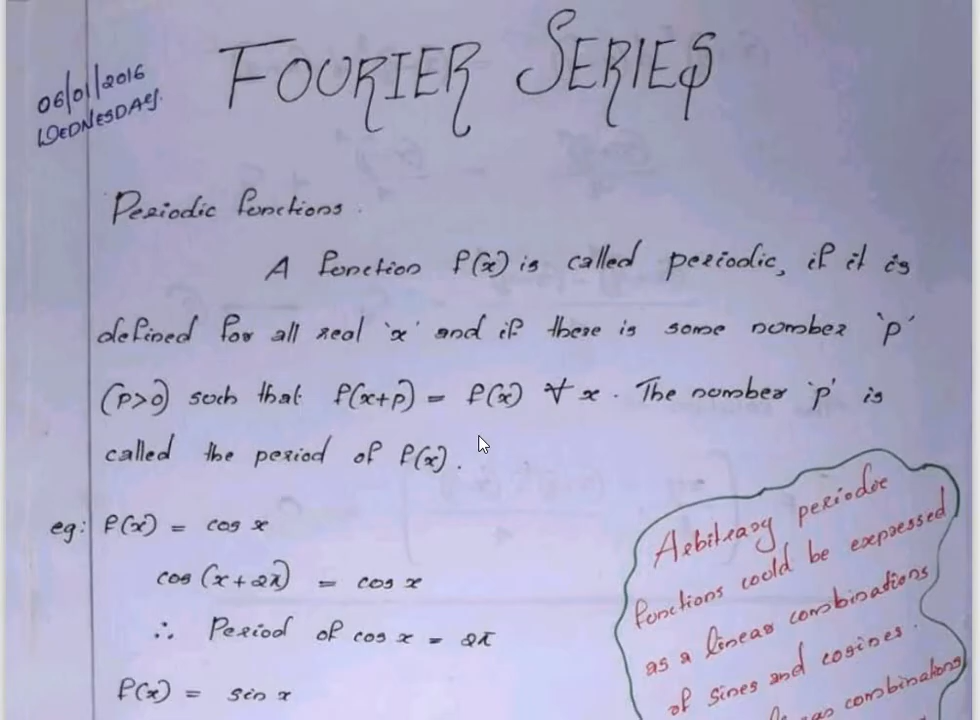 06/01/2016
WEDNESDAY.
FOURIER SERIES
Periodic functions.
A function f(x) is called periodic, if it is
defined for all real 'x' and if there is some number 'p'
(p>0) such that f(x+p) = f(x) ∀ x. The number 'p' is
called the period of f(x).
eg: f(x) = cos x
cos (x+2π) = cos x
∴ Period of cos x = 2π
f(x) = sin x
Arbitrary periodic
functions could be expressed
as a linear combinations
of sines and cosines.
combinations